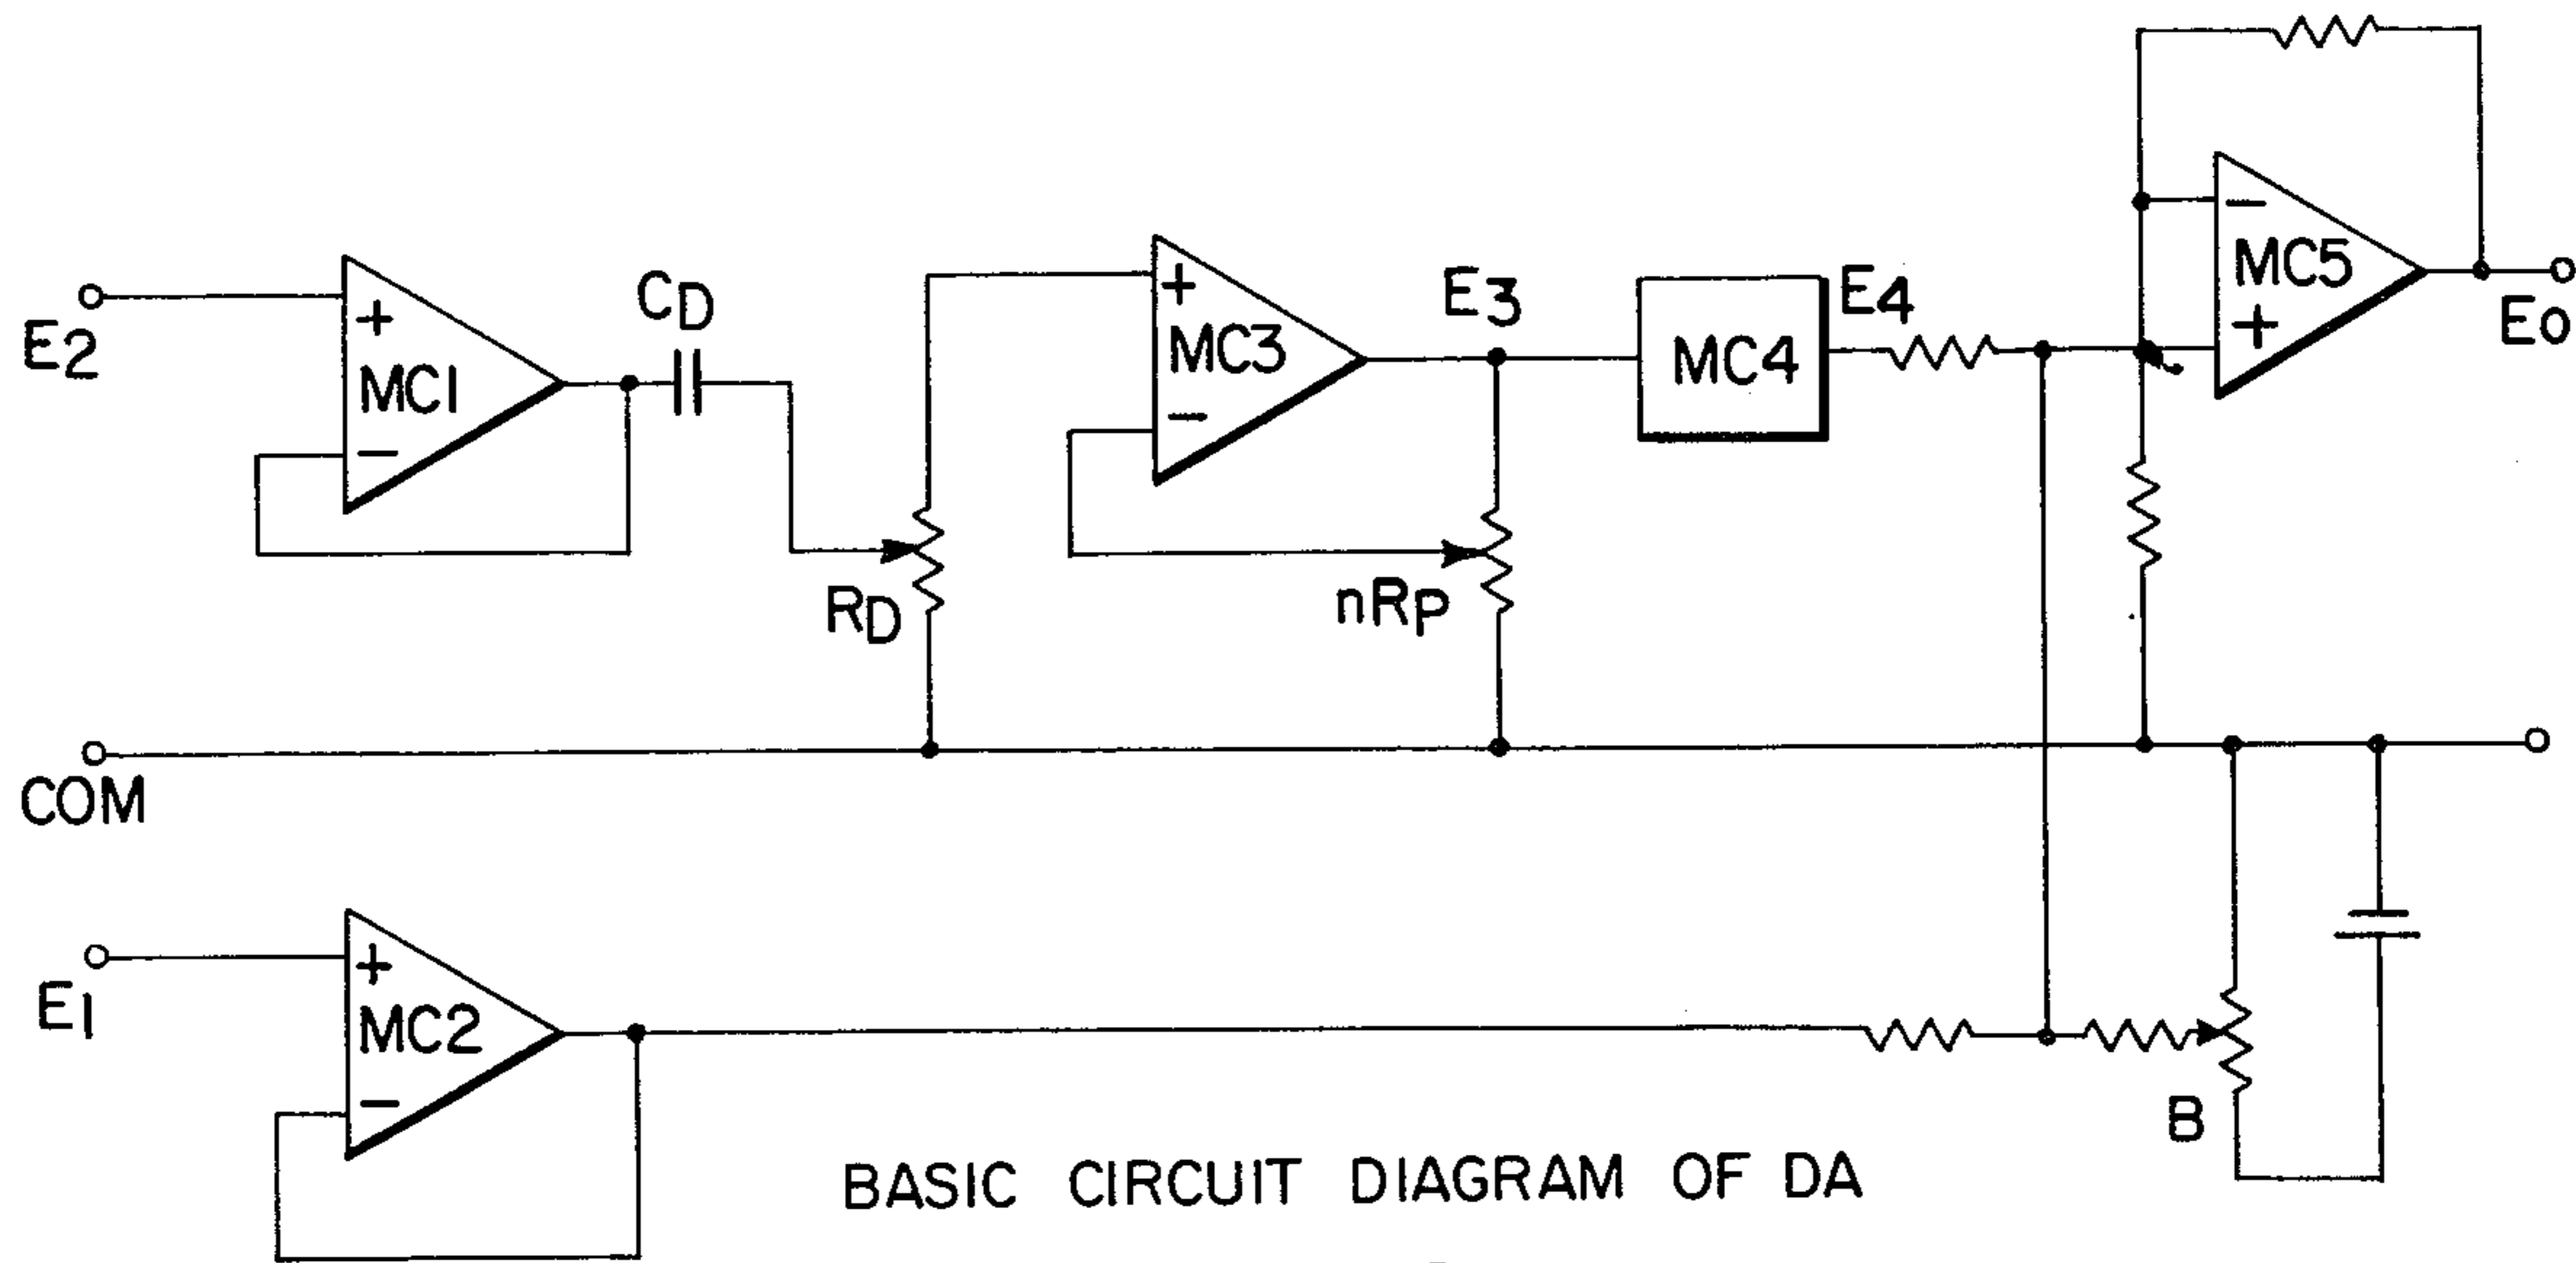 E2
+
MC1
−
CD
RD
+
MC3
−
E3
nRP
MC4
E4
−
MC5
+
Eo
COM
E1
+
MC2
−
B
BASIC CIRCUIT DIAGRAM OF DA